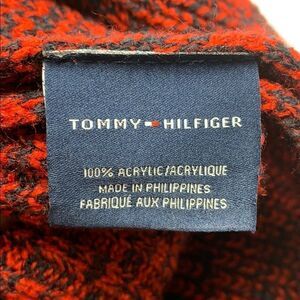 TOMMY HILFIGER
100% ACRYLIC/ACRYLIQUE
MADE IN PHILIPPINES
FABRIQUÉ AUX PHILIPPINES